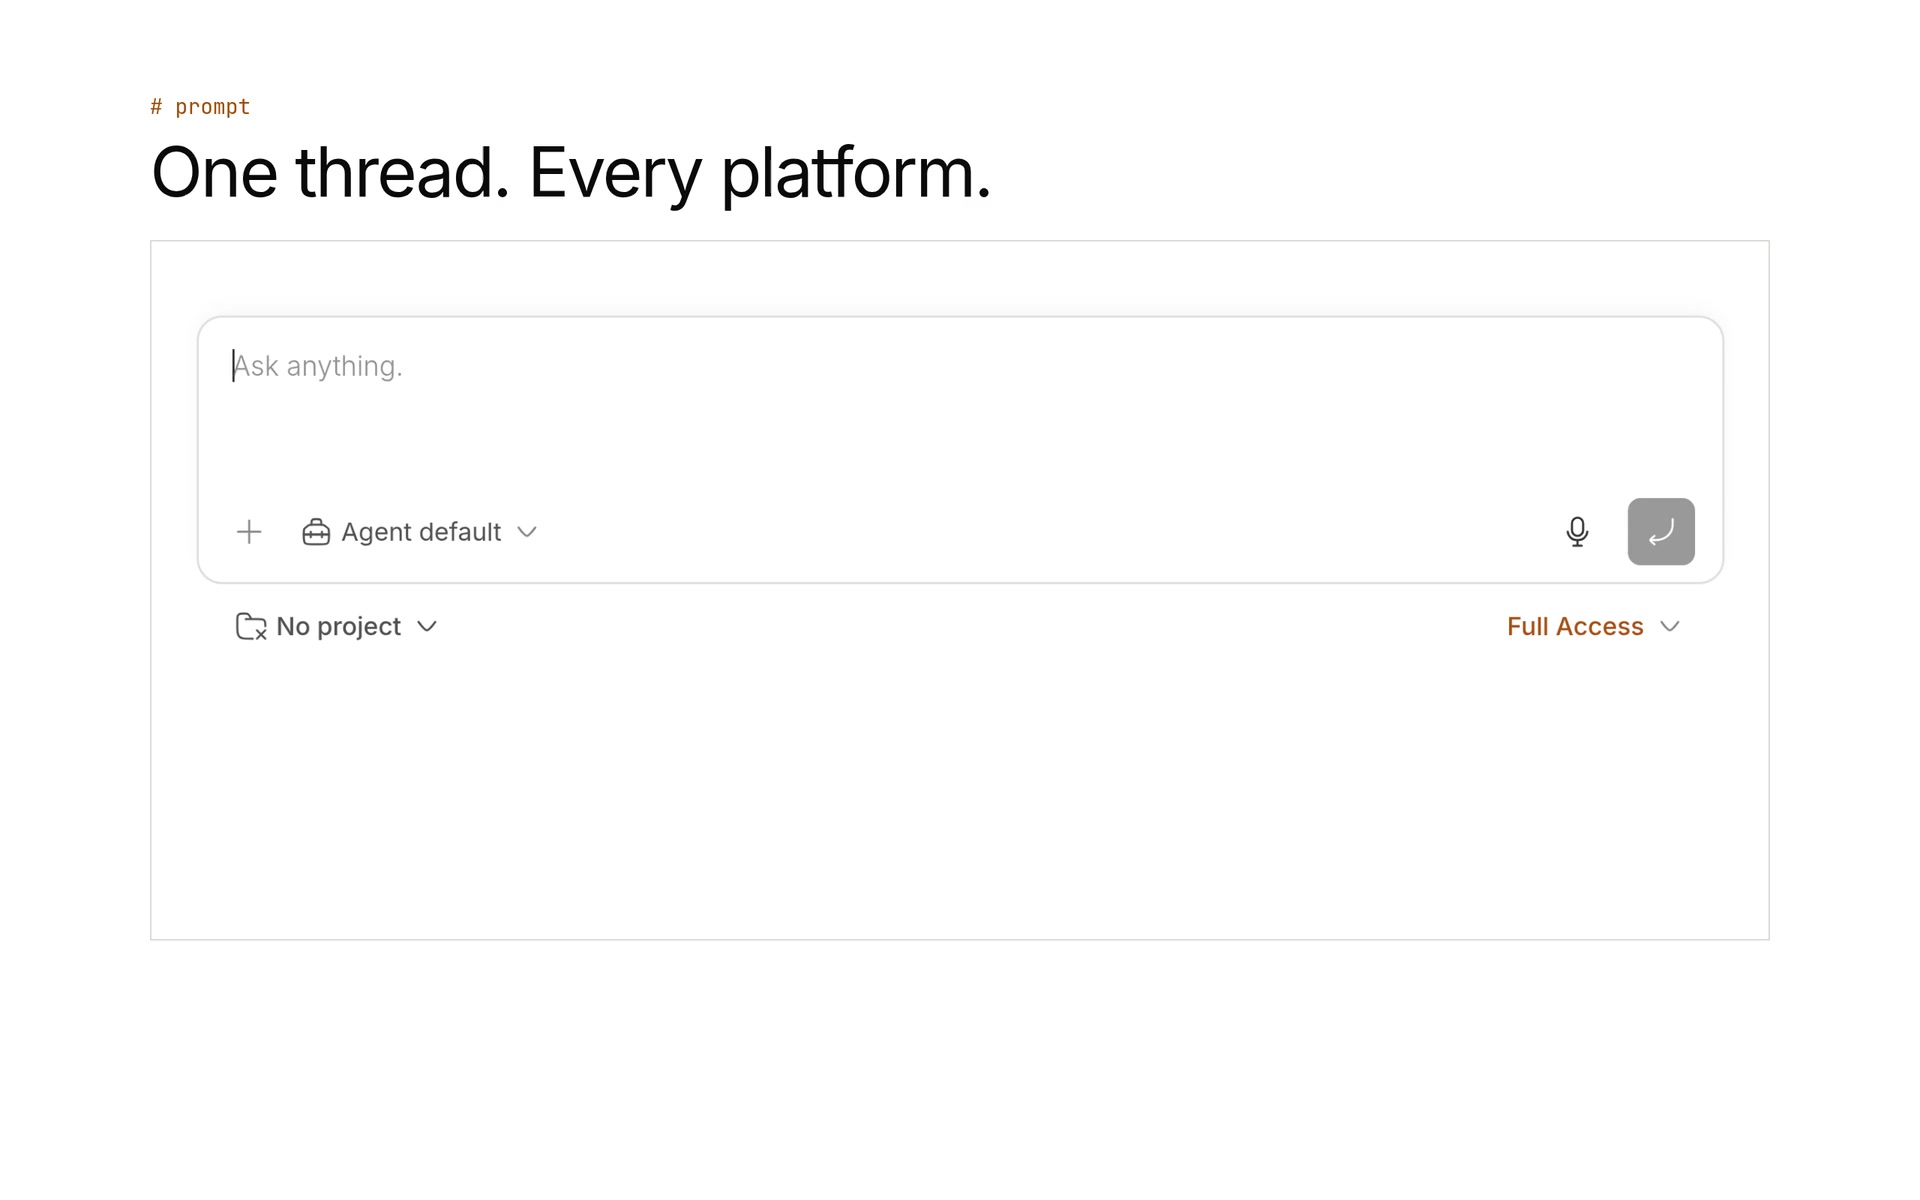 # prompt
One thread. Every platform.
Ask anything.
Agent default
No project
Full Access